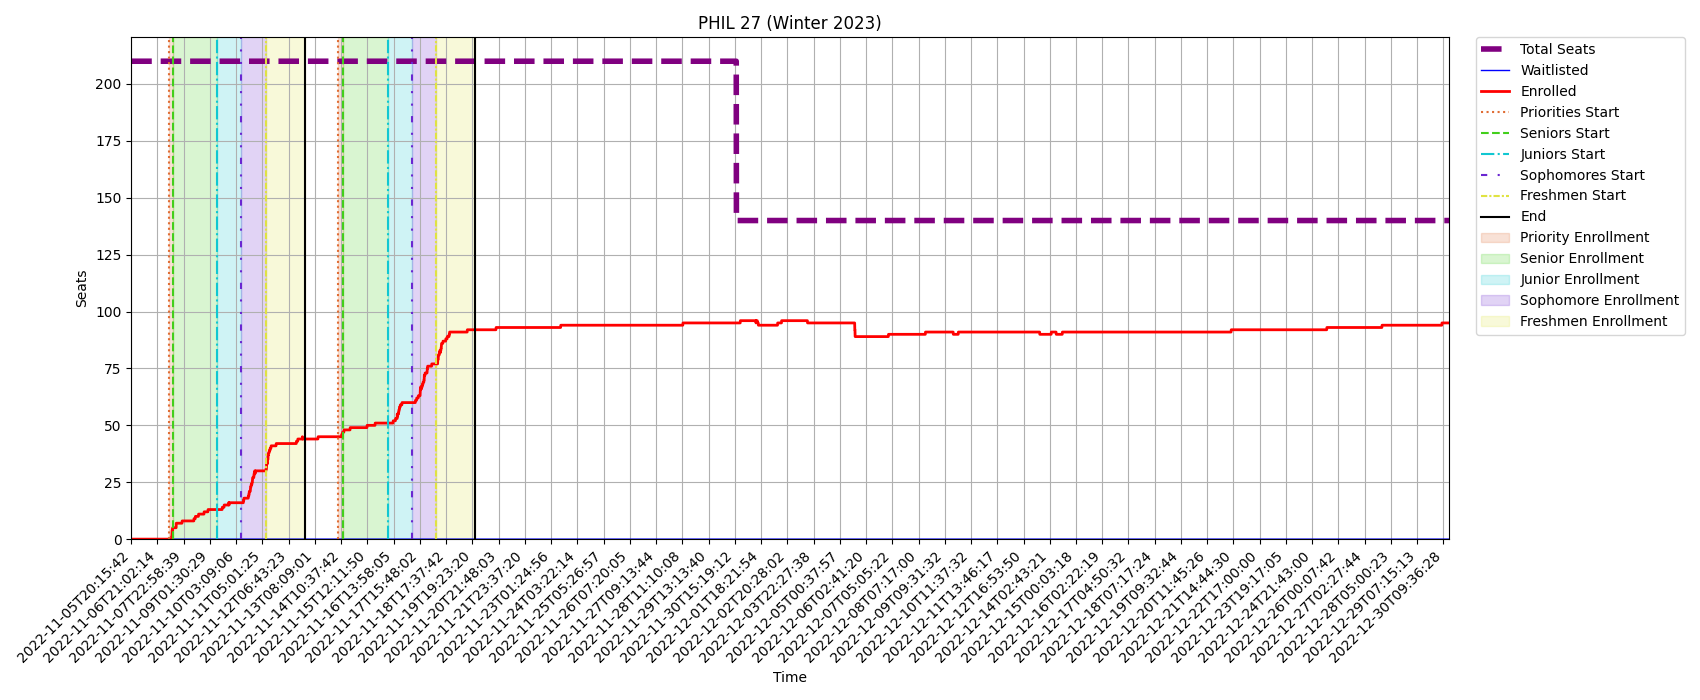 PHIL 27 (Winter 2023)
Seats
200
175
150
125
100
75
50
25
0
2022-11-05T20:15:42
2022-11-06T21:02:14
2022-11-07T22:58:39
2022-11-09T01:30:29
2022-11-10T03:09:06
2022-11-11T05:01:25
2022-11-12T06:43:23
2022-11-13T08:09:01
2022-11-14T10:37:42
2022-11-15T12:11:50
2022-11-16T13:58:05
2022-11-17T15:48:02
2022-11-18T17:37:42
2022-11-19T19:23:20
2022-11-20T21:48:03
2022-11-21T23:37:20
2022-11-23T01:24:56
2022-11-24T03:22:14
2022-11-25T05:26:57
2022-11-26T07:20:05
2022-11-27T09:13:44
2022-11-28T11:10:08
2022-11-29T13:13:40
2022-11-30T15:19:12
2022-12-01T18:21:54
2022-12-02T20:28:02
2022-12-03T22:27:38
2022-12-05T00:37:57
2022-12-06T02:41:20
2022-12-07T05:05:22
2022-12-08T07:17:00
2022-12-09T09:31:32
2022-12-10T11:37:32
2022-12-11T13:46:17
2022-12-12T16:53:50
2022-12-14T02:43:21
2022-12-15T00:03:18
2022-12-16T02:22:19
2022-12-17T04:50:32
2022-12-18T07:17:24
2022-12-19T09:32:44
2022-12-20T11:45:26
2022-12-21T14:44:30
2022-12-22T17:00:00
2022-12-23T19:17:05
2022-12-24T21:43:00
2022-12-26T00:07:42
2022-12-27T02:27:44
2022-12-28T05:00:23
2022-12-29T07:15:13
2022-12-30T09:36:28
Time
Total Seats
Waitlisted
Enrolled
Priorities Start
Seniors Start
Juniors Start
Sophomores Start
Freshmen Start
End
Priority Enrollment
Senior Enrollment
Junior Enrollment
Sophomore Enrollment
Freshmen Enrollment